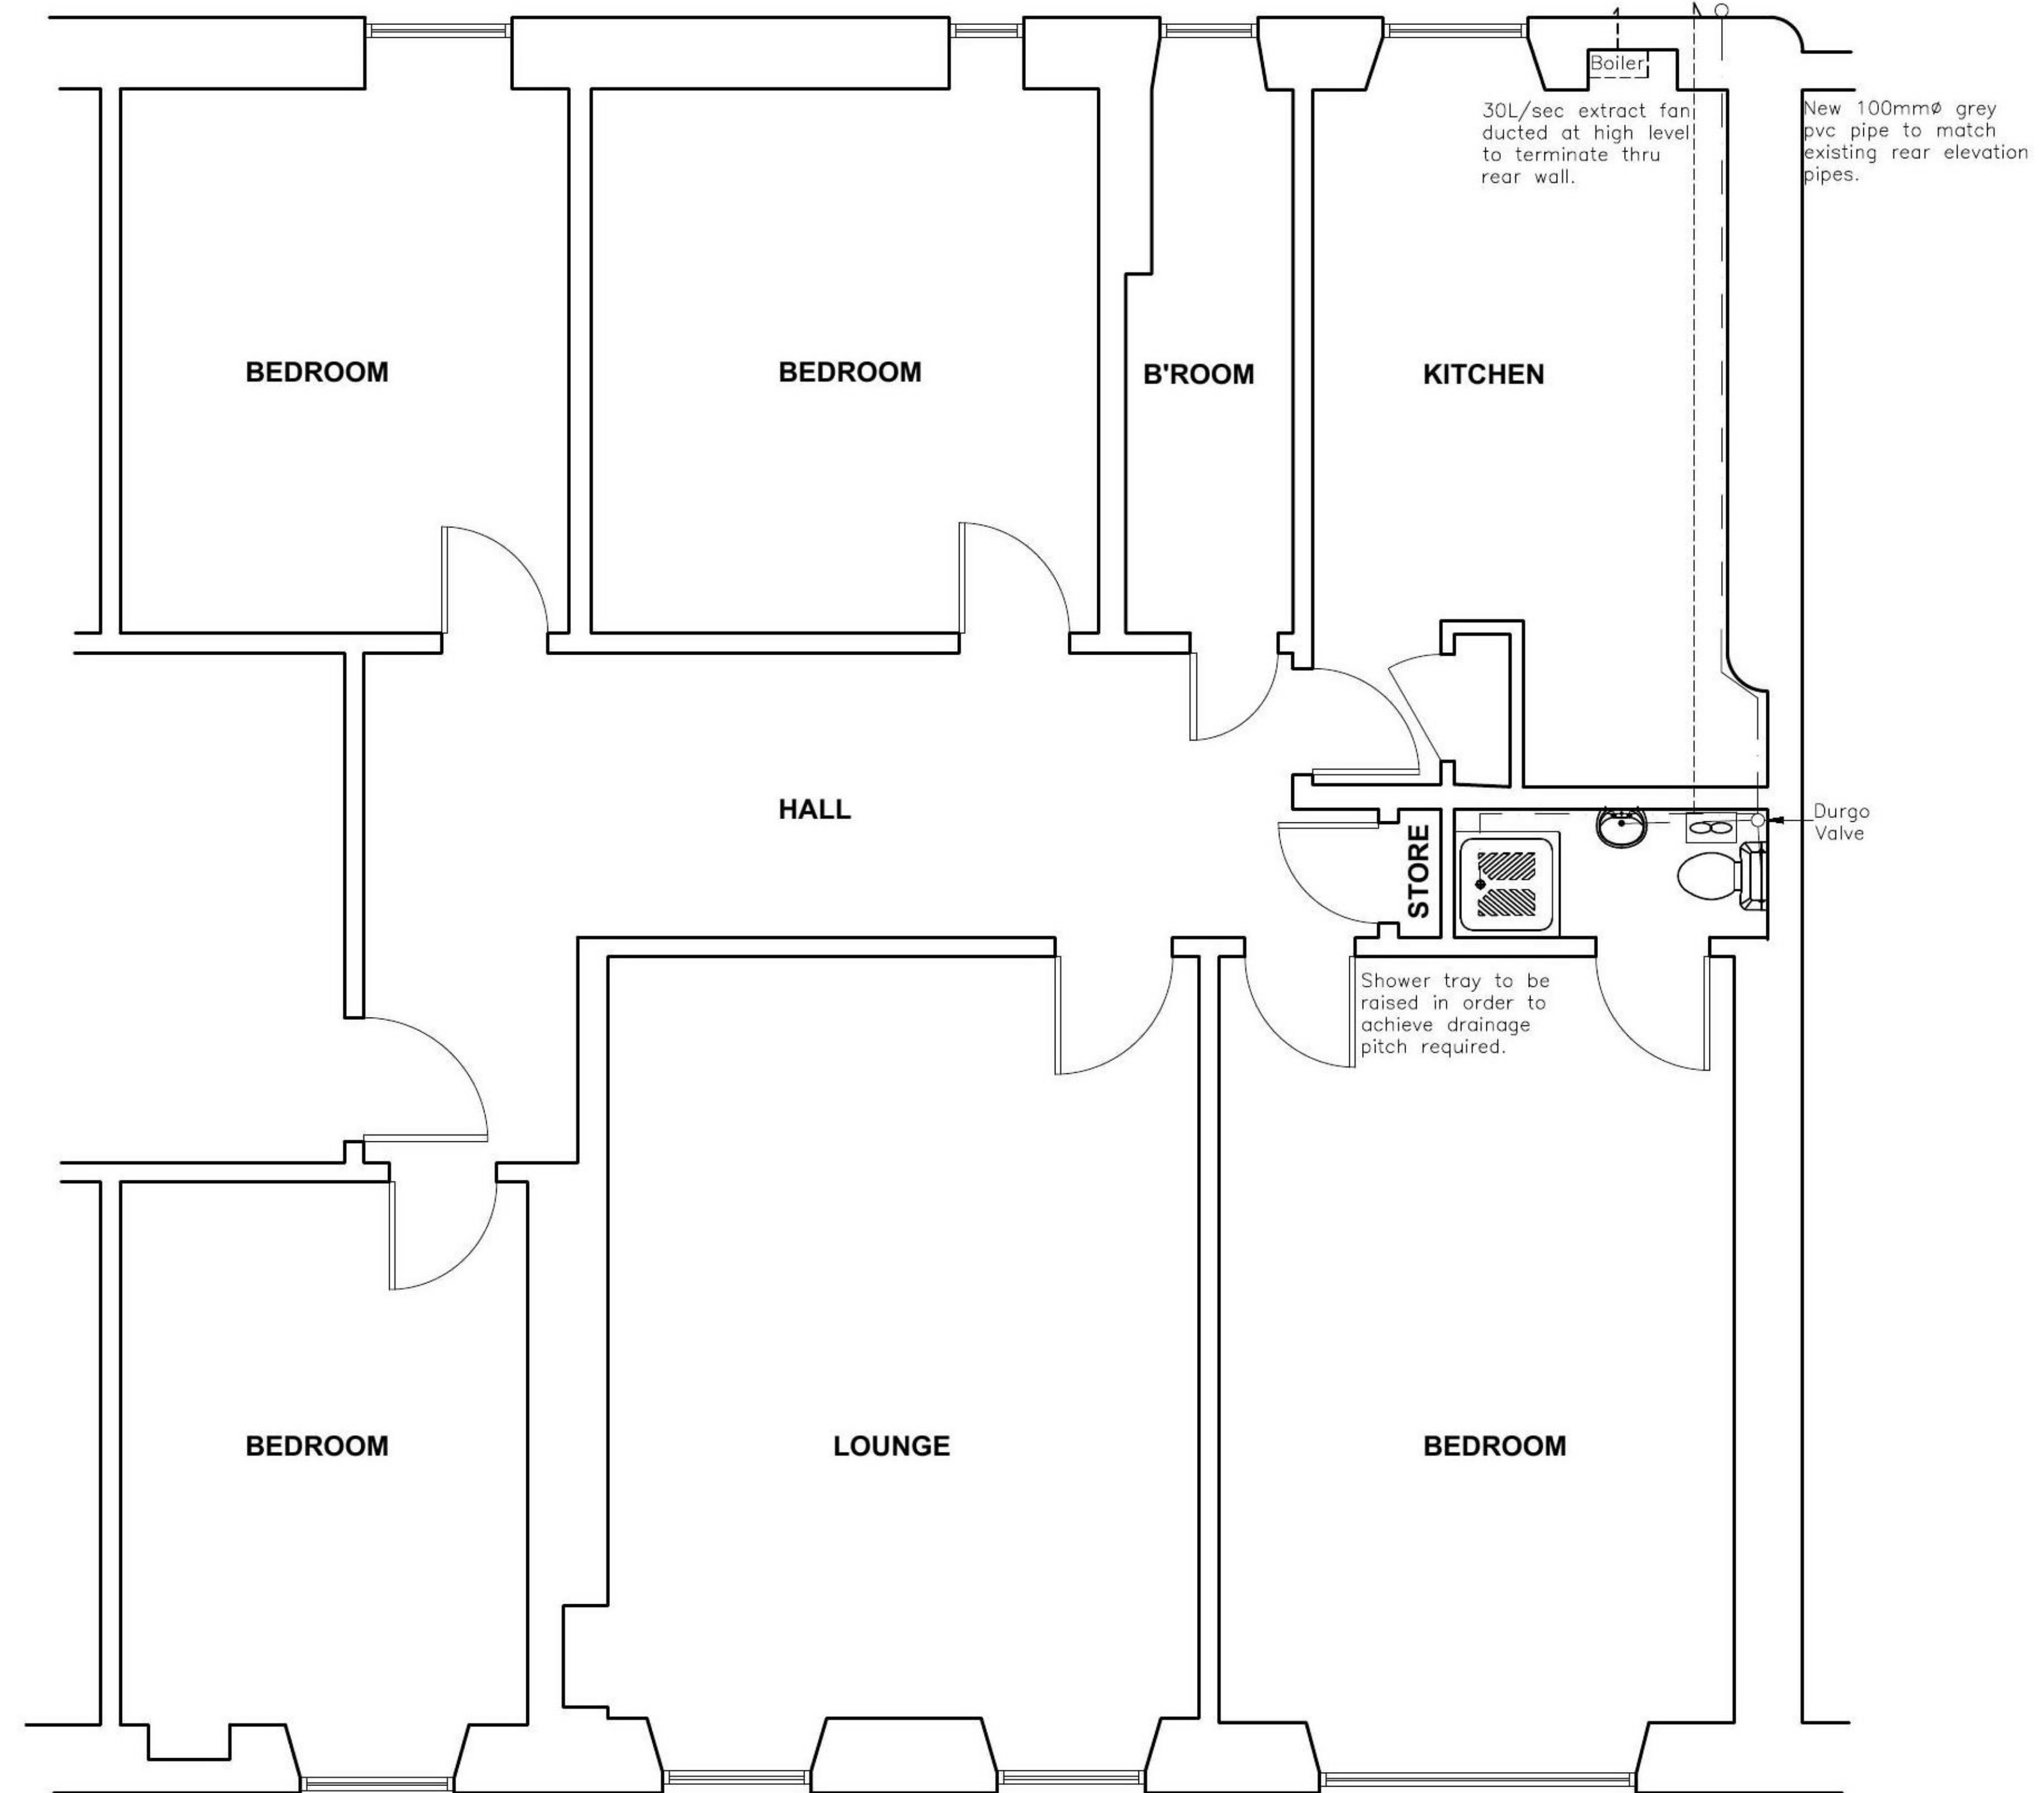 Boiler
30L/sec extract fan
ducted at high level
to terminate thru
rear wall.
New 100mmø grey
pvc pipe to match
existing rear elevation
pipes.
BEDROOM
BEDROOM
B'ROOM
KITCHEN
HALL
STORE
Durgo
Valve
Shower tray to be
raised in order to
achieve drainage
pitch required.
BEDROOM
LOUNGE
BEDROOM